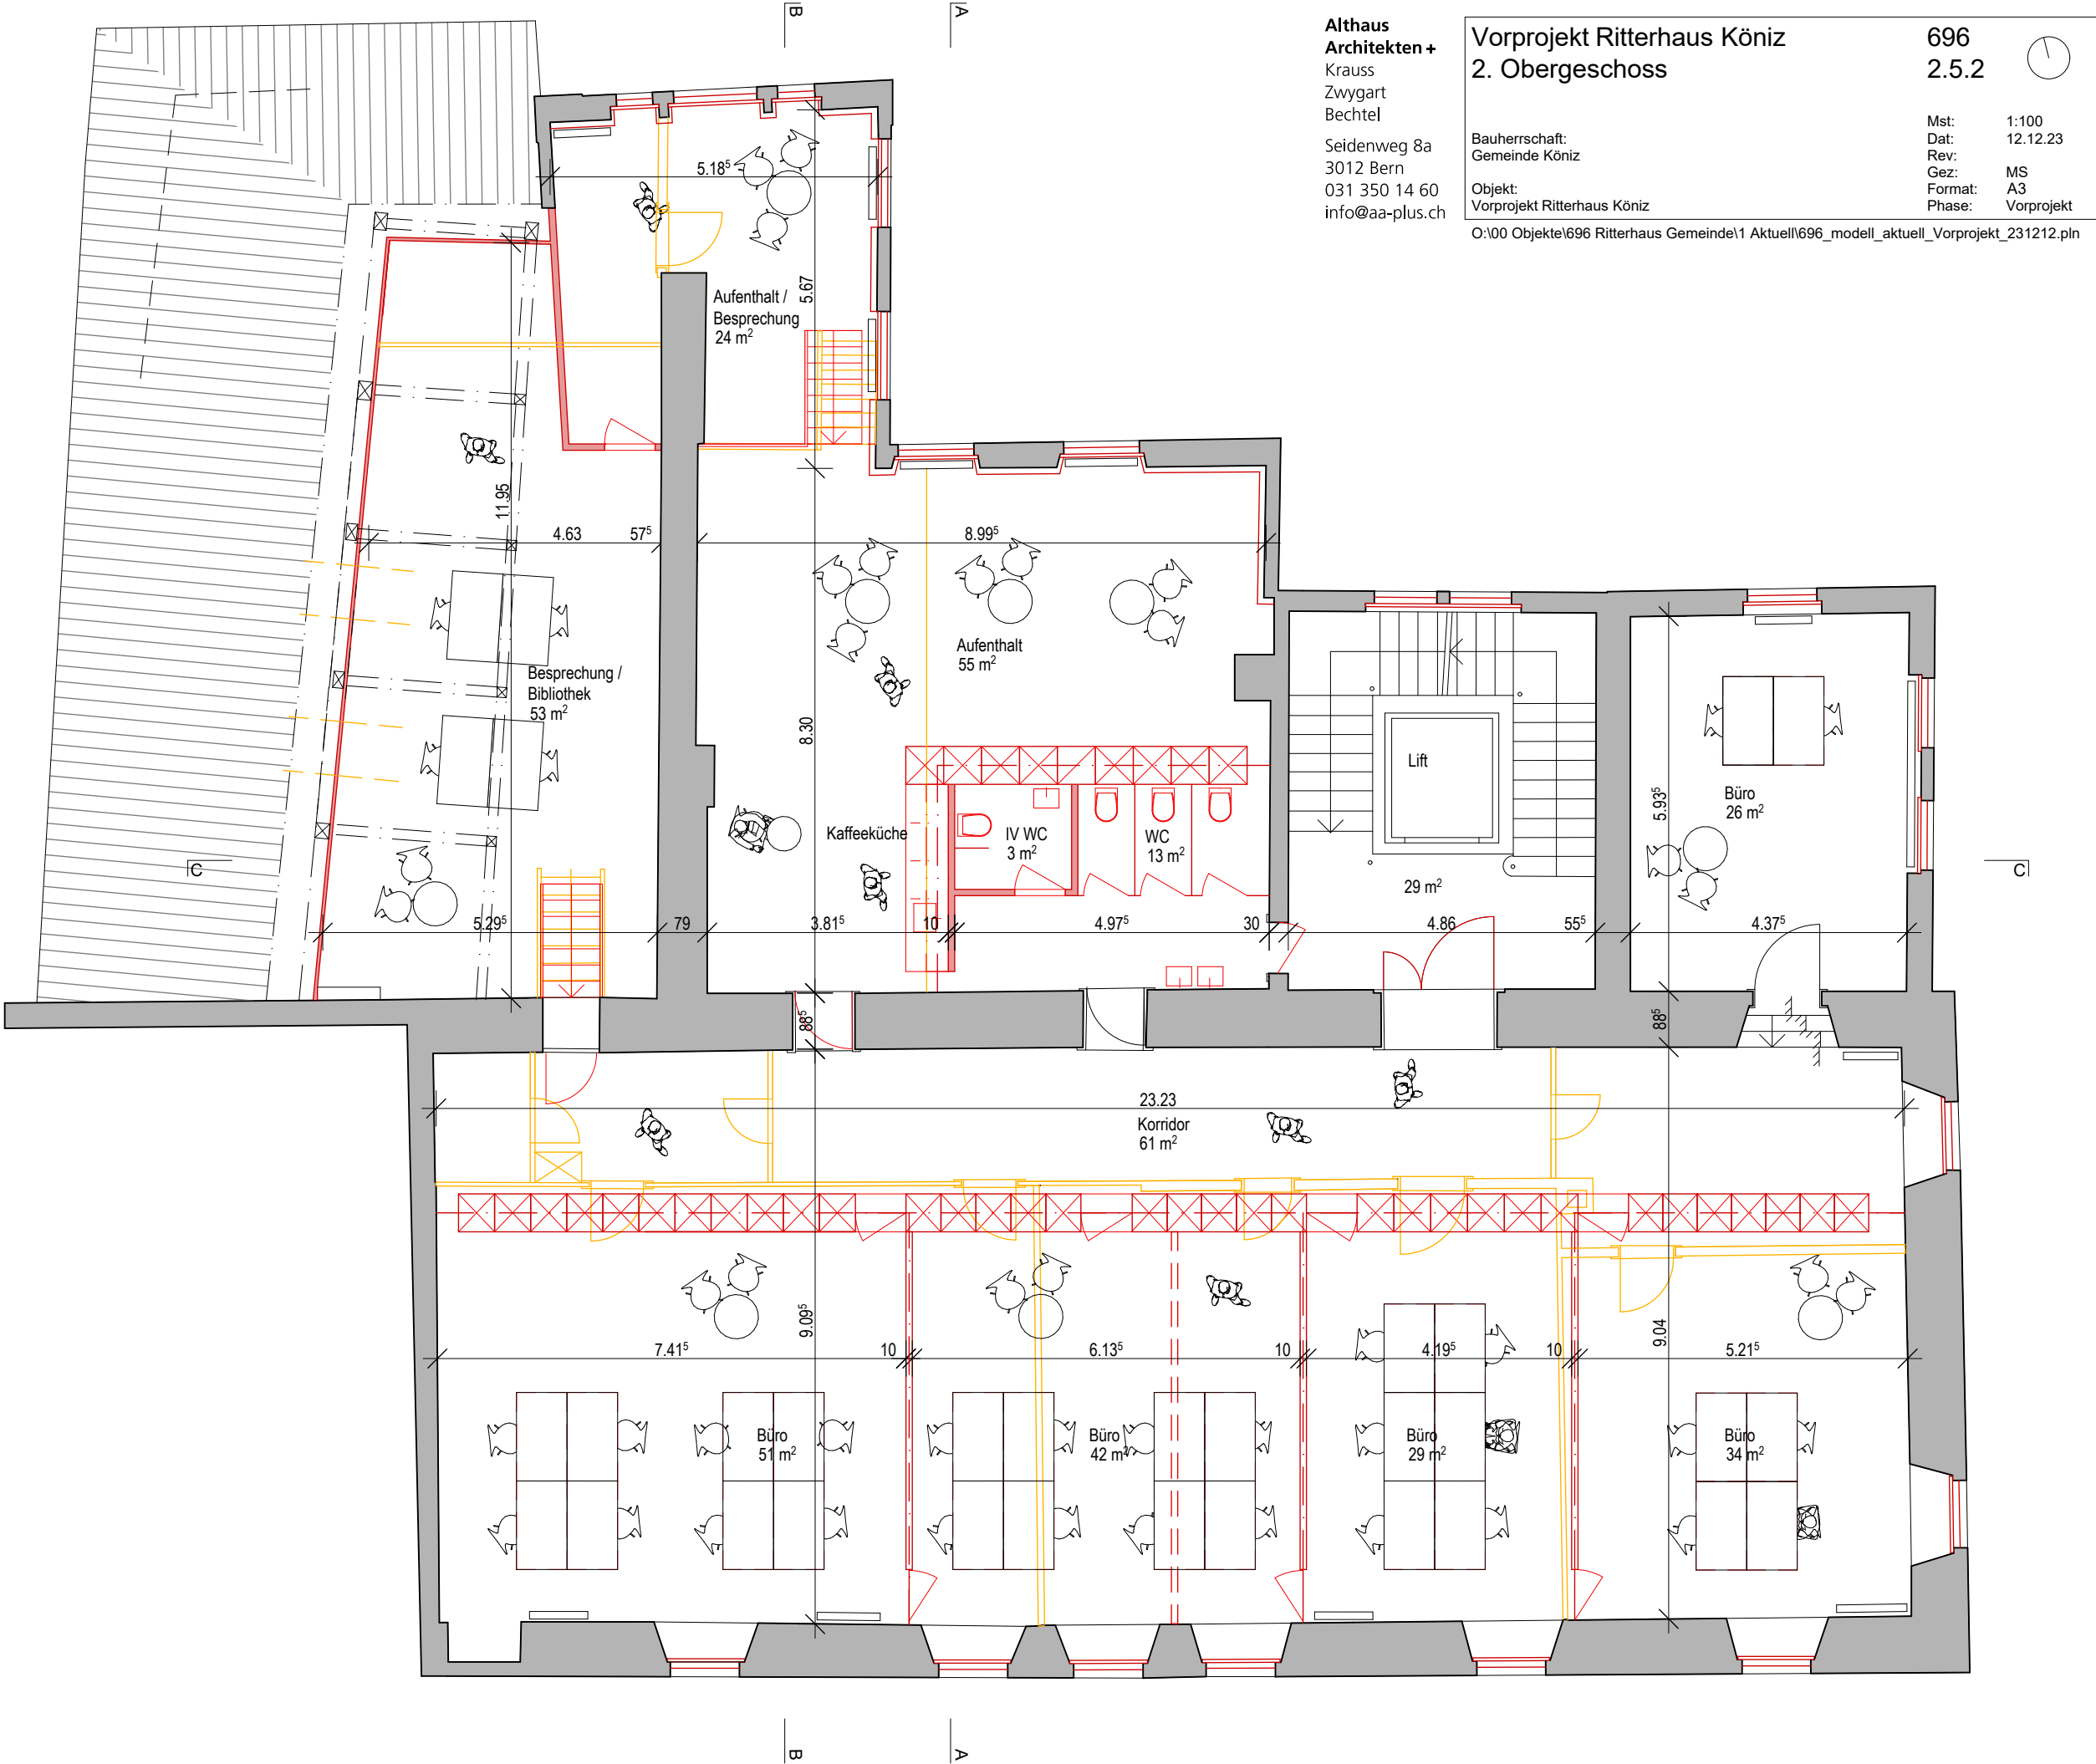 B
A
Althaus
Architekten +
Krauss
Zwygart
Bechtel
Seidenweg 8a
3012 Bern
031 350 14 60
info@aa-plus.ch
Vorprojekt Ritterhaus Köniz
2. Obergeschoss
696
2.5.2
Bauherrschaft:
Gemeinde Köniz
Objekt:
Vorprojekt Ritterhaus Köniz
Mst: 1:100
Dat: 12.12.23
Rev:
Gez: MS
Format: A3
Phase: Vorprojekt
O:\00 Objekte\696 Ritterhaus Gemeinde\1 Aktuell\696_modell_aktuell_Vorprojekt_231212.pln
5.18⁵
5.67
Aufenthalt /
Besprechung
24 m²
11.95
4.63
57⁵
8.99⁵
Aufenthalt
55 m²
Besprechung /
Bibliothek
53 m²
8.30
Lift
Büro
26 m²
5.93⁵
Kaffeeküche
IV WC
3 m²
WC
13 m²
29 m²
C
C
5.29⁵
79
3.81⁵
10
4.97⁵
30
4.86
55⁵
4.37⁵
88⁵
88⁵
23.23
Korridor
61 m²
9.09⁵
9.04
7.41⁵
10
6.13⁵
10
4.19⁵
10
5.21⁵
Büro
51 m²
Büro
42 m²
Büro
29 m²
Büro
34 m²
B
A